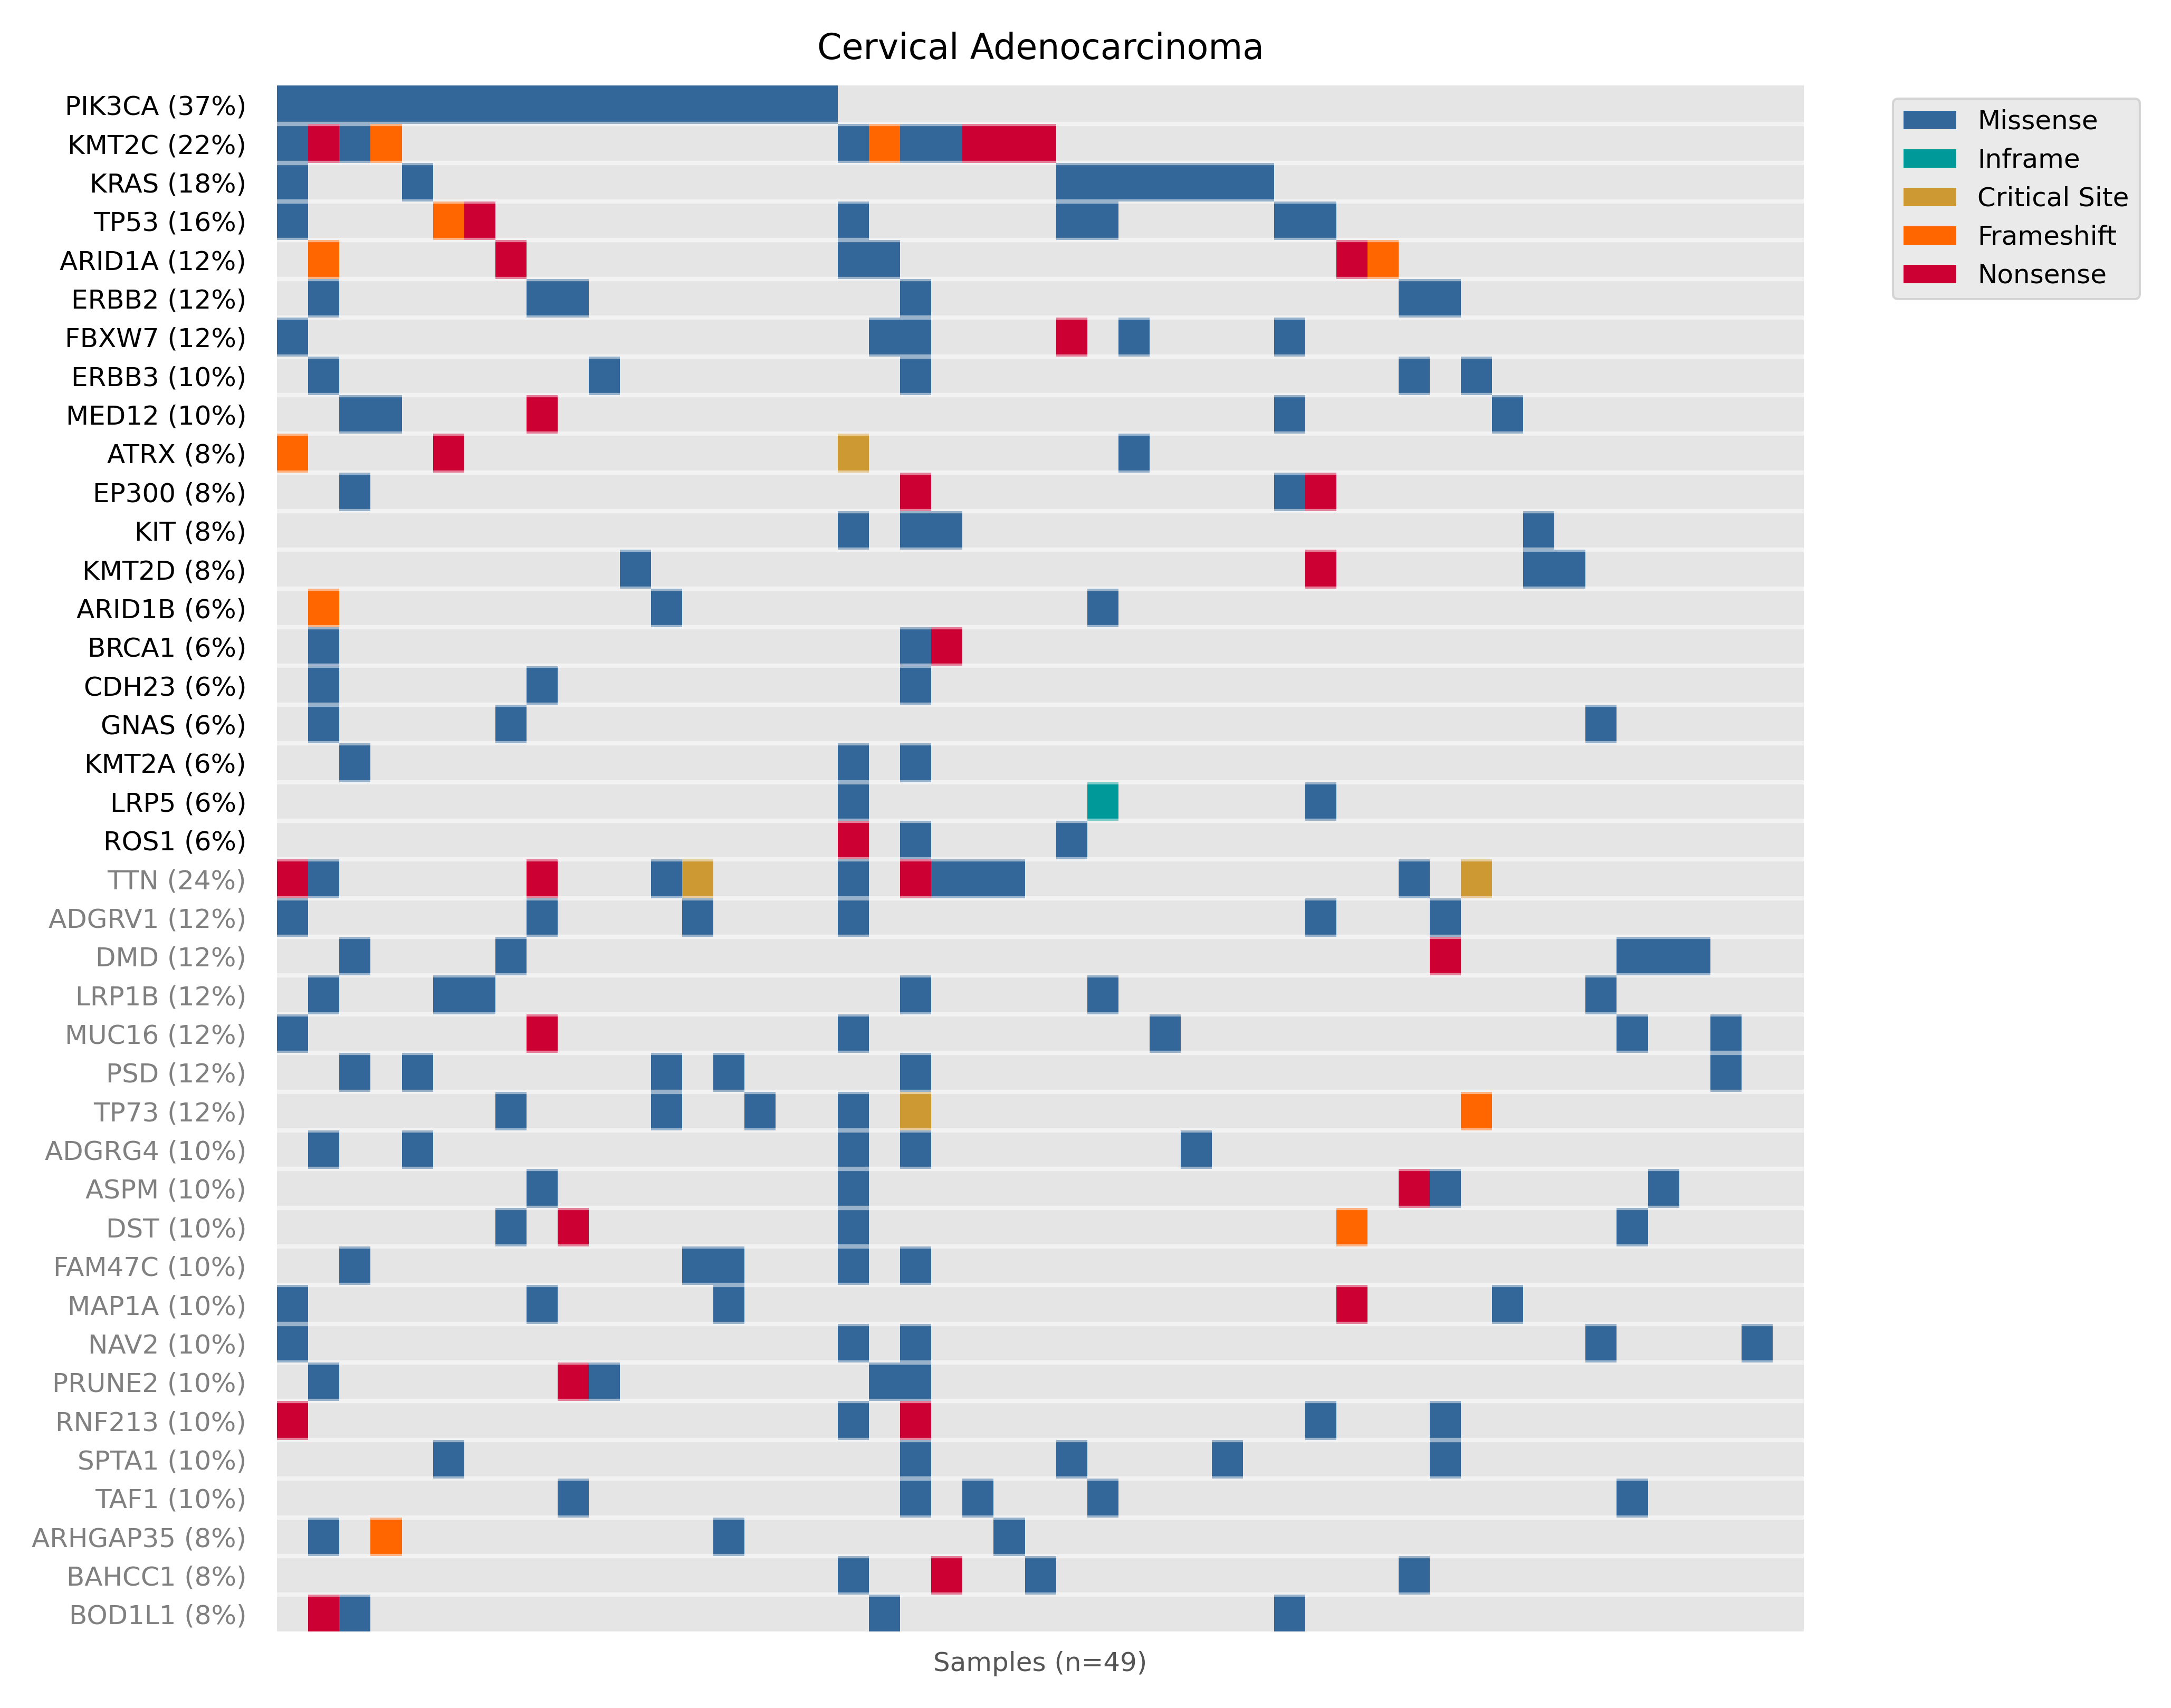 Cervical Adenocarcinoma
PIK3CA (37%)
KMT2C (22%)
KRAS (18%)
TP53 (16%)
ARID1A (12%)
ERBB2 (12%)
FBXW7 (12%)
ERBB3 (10%)
MED12 (10%)
ATRX (8%)
EP300 (8%)
KIT (8%)
KMT2D (8%)
ARID1B (6%)
BRCA1 (6%)
CDH23 (6%)
GNAS (6%)
KMT2A (6%)
LRP5 (6%)
ROS1 (6%)
TTN (24%)
ADGRV1 (12%)
DMD (12%)
LRP1B (12%)
MUC16 (12%)
PSD (12%)
TP73 (12%)
ADGRG4 (10%)
ASPM (10%)
DST (10%)
FAM47C (10%)
MAP1A (10%)
NAV2 (10%)
PRUNE2 (10%)
RNF213 (10%)
SPTA1 (10%)
TAF1 (10%)
ARHGAP35 (8%)
BAHCC1 (8%)
BOD1L1 (8%)
Samples (n=49)
Missense
Inframe
Critical Site
Frameshift
Nonsense